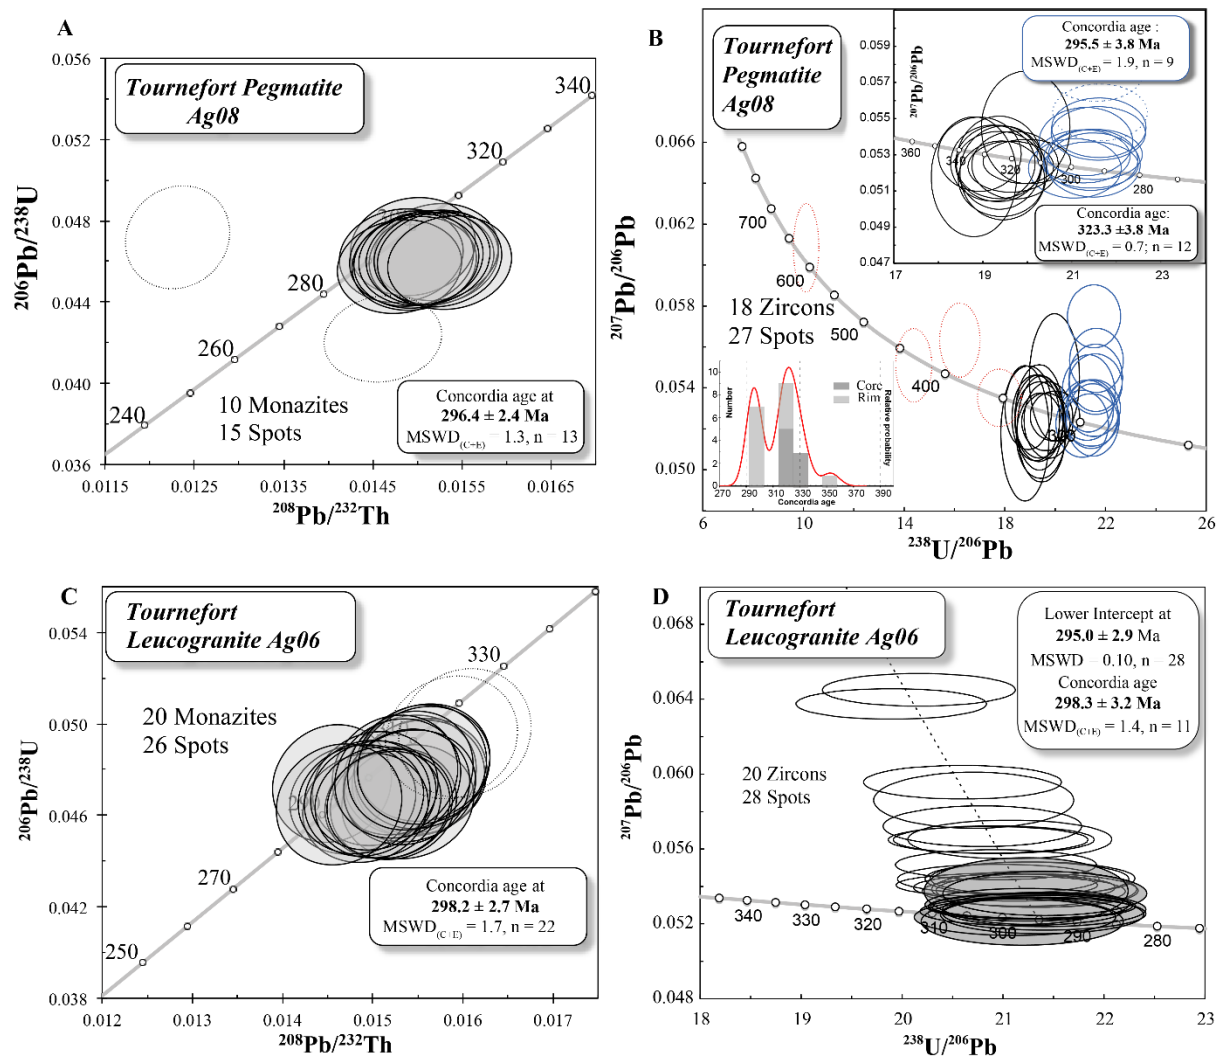 A
Tournefort Pegmatite
Ag08
0.056
0.052
0.048
0.044
0.040
0.036
206Pb/238U
340
320
280
260
240
10 Monazites
15 Spots
Concordia age at
296.4 ± 2.4 Ma
MSWD(C+E) = 1.3, n = 13
0.0115
0.0125
0.0135
0.0145
0.0155
0.0165
208Pb/232Th
B
Tournefort
Pegmatite
Ag08
0.066
0.062
0.058
0.054
0.050
207Pb/206Pb
700
600
500
400
18 Zircons
27 Spots
6
10
14
18
22
26
238U/206Pb
0.059
0.057
0.055
0.053
0.051
0.049
0.047
207Pb/206Pb
360
340
320
300
280
17
19
21
23
Concordia age :
295.5 ± 3.8 Ma
MSWD(C+E) = 1.9, n = 9
Concordia age:
323.3 ±3.8 Ma
MSWD(C+E) = 0.7; n = 12
10
8
6
4
2
0
Number
Core
Rim
Relative probability
270
290
310
330
350
370
390
Concordia age
C
Tournefort
Leucogranite Ag06
0.054
0.050
0.046
0.042
0.038
206Pb/238U
330
270
250
20 Monazites
26 Spots
Concordia age at
298.2 ± 2.7 Ma
MSWD(C+E) = 1.7, n = 22
0.012
0.013
0.014
0.015
0.016
0.017
208Pb/232Th
D
Tournefort
Leucogranite Ag06
0.068
0.064
0.060
0.056
0.052
0.048
207Pb/206Pb
Lower Intercept at
295.0 ± 2.9 Ma
MSWD = 0.10, n = 28
Concordia age
298.3 ± 3.2 Ma
MSWD(C+E) = 1.4, n = 11
20 Zircons
28 Spots
340
330
320
310
300
290
280
18
19
20
21
22
23
238U/206Pb